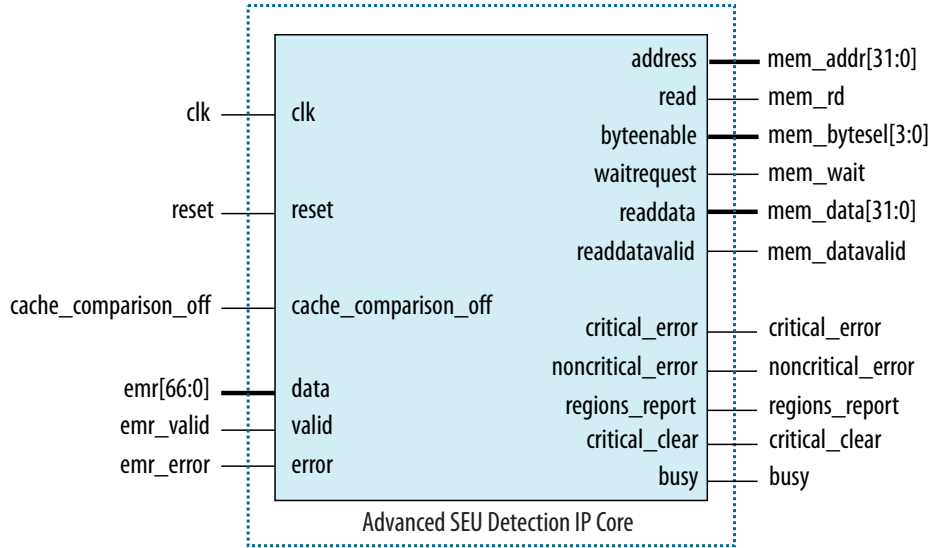 address mem_addr[31:0]
read mem_rd
clk clk
byteenable mem_bytesel[3:0]
waitrequest mem_wait
reset reset
readdata mem_data[31:0]
readdatavalid mem_datavalid
cache_comparison_off cache_comparison_off
critical_error critical_error
noncritical_error noncritical_error
emr[66:0] data
regions_report regions_report
emr_valid valid
critical_clear critical_clear
emr_error error
busy busy
Advanced SEU Detection IP Core